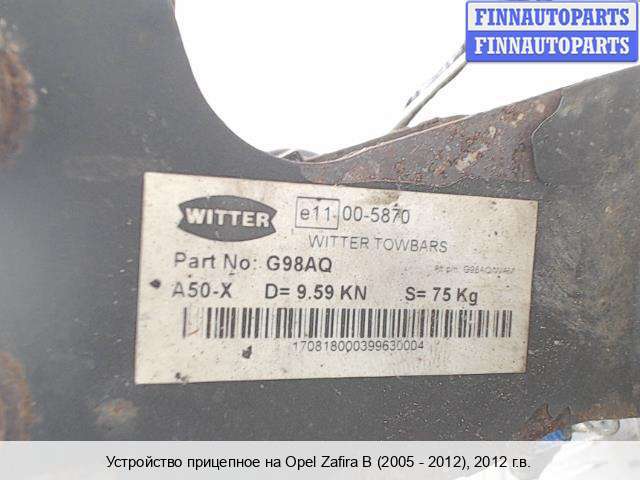 FINNAUTOPARTS
FINNAUTOPARTS
WITTER
e11 00-5870
WITTER TOWBARS
Part No: G98AQ
A50-X D= 9.59 KN S= 75 Kg
170818000399630004
Устройство прицепное на Opel Zafira B (2005 - 2012), 2012 г.в.